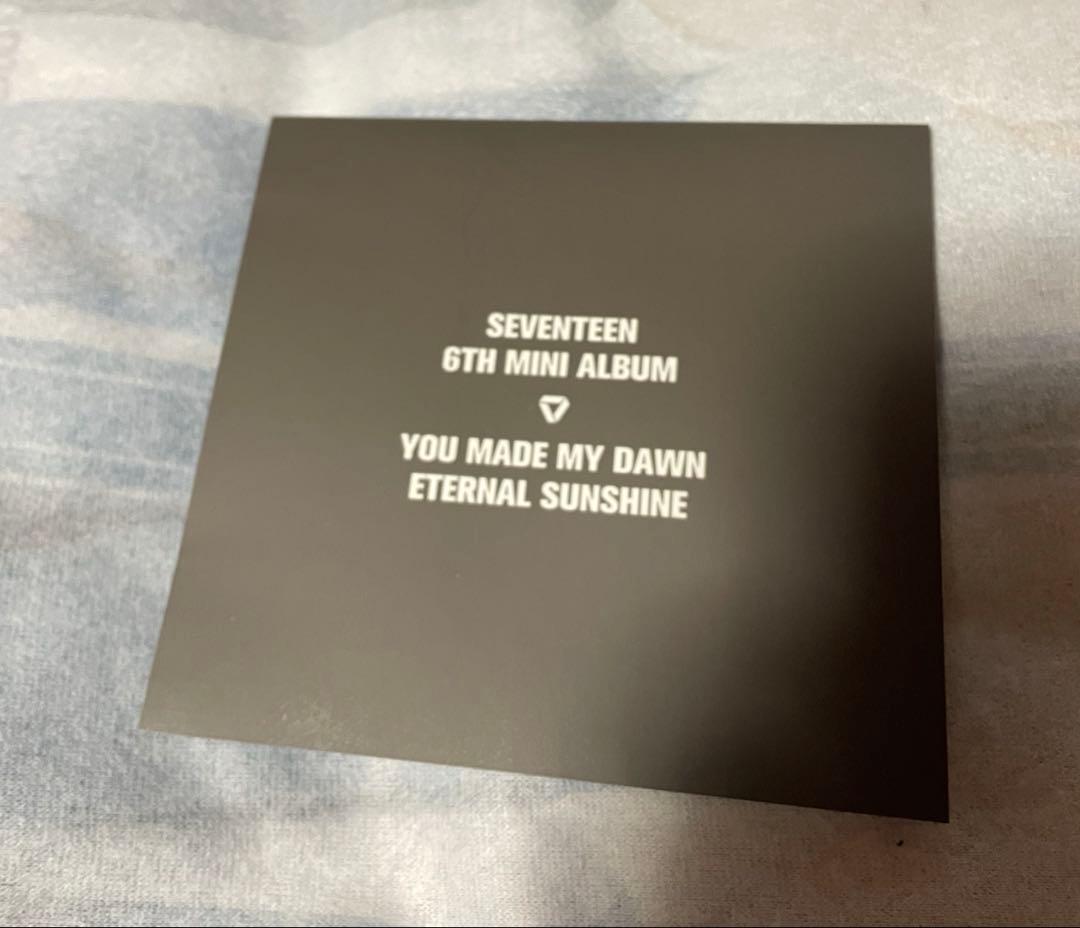 SEVENTEEN
6TH MINI ALBUM
YOU MADE MY DAWN
ETERNAL SUNSHINE